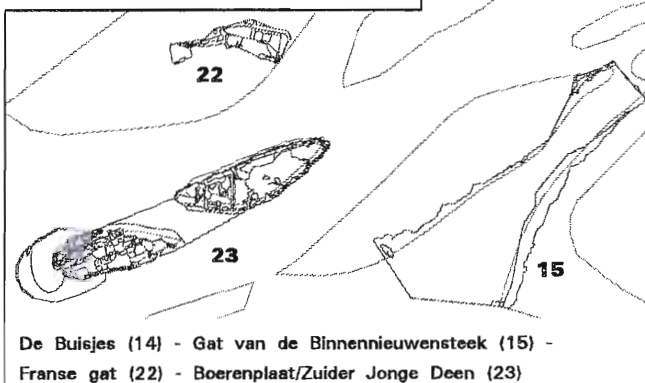 22
23
15
De Buisjes (14) - Gat van de Binnennieuwensteek (15) -
Franse gat (22) - Boerenplaat/Zuider Jonge Deen (23)